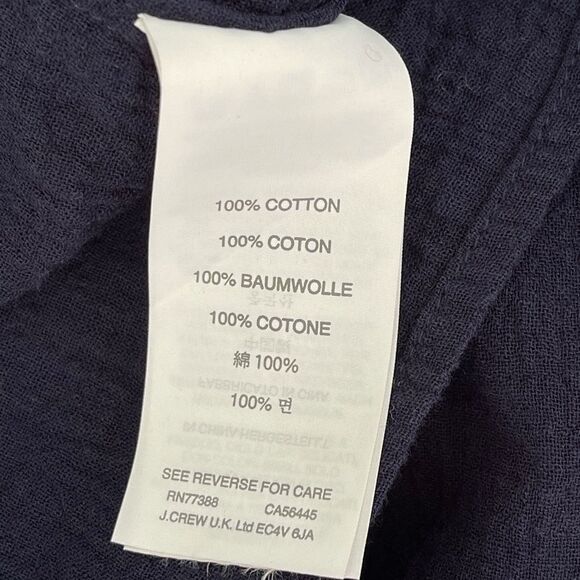 100% COTTON
100% COTON
100% BAUMWOLLE
100% COTONE
綿 100%
100% 면
SEE REVERSE FOR CARE
RN77388 CA56445
J.CREW U.K. Ltd EC4V 6JA